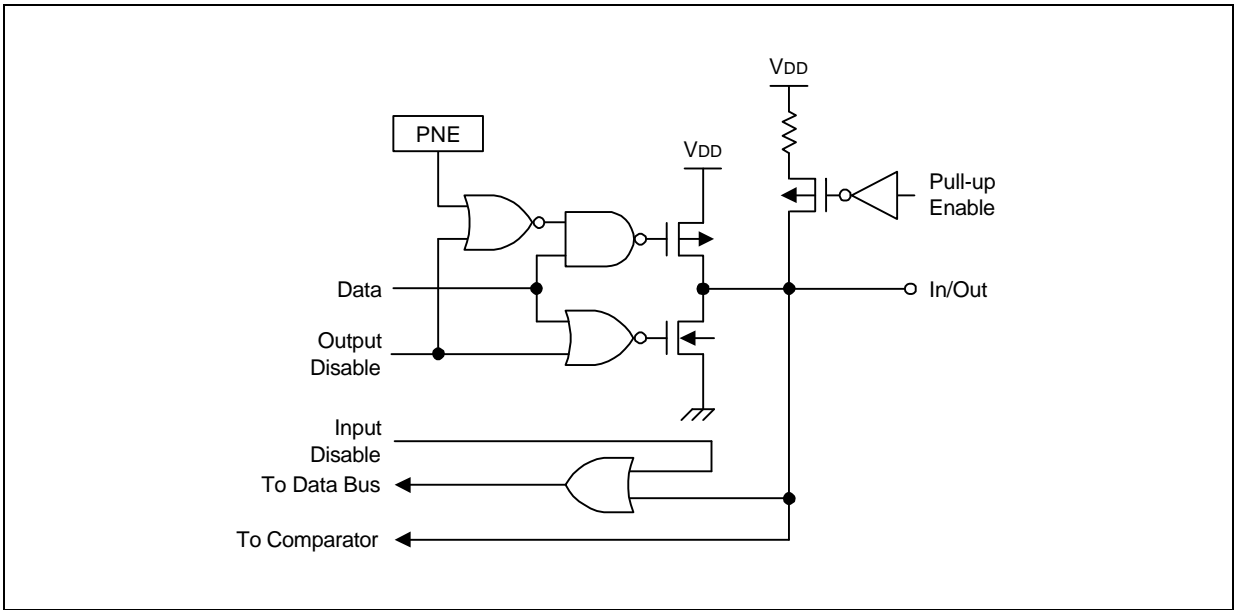 VDD
PNE
VDD
Pull-up
Enable
Data
In/Out
Output
Disable
Input
Disable
To Data Bus
To Comparator